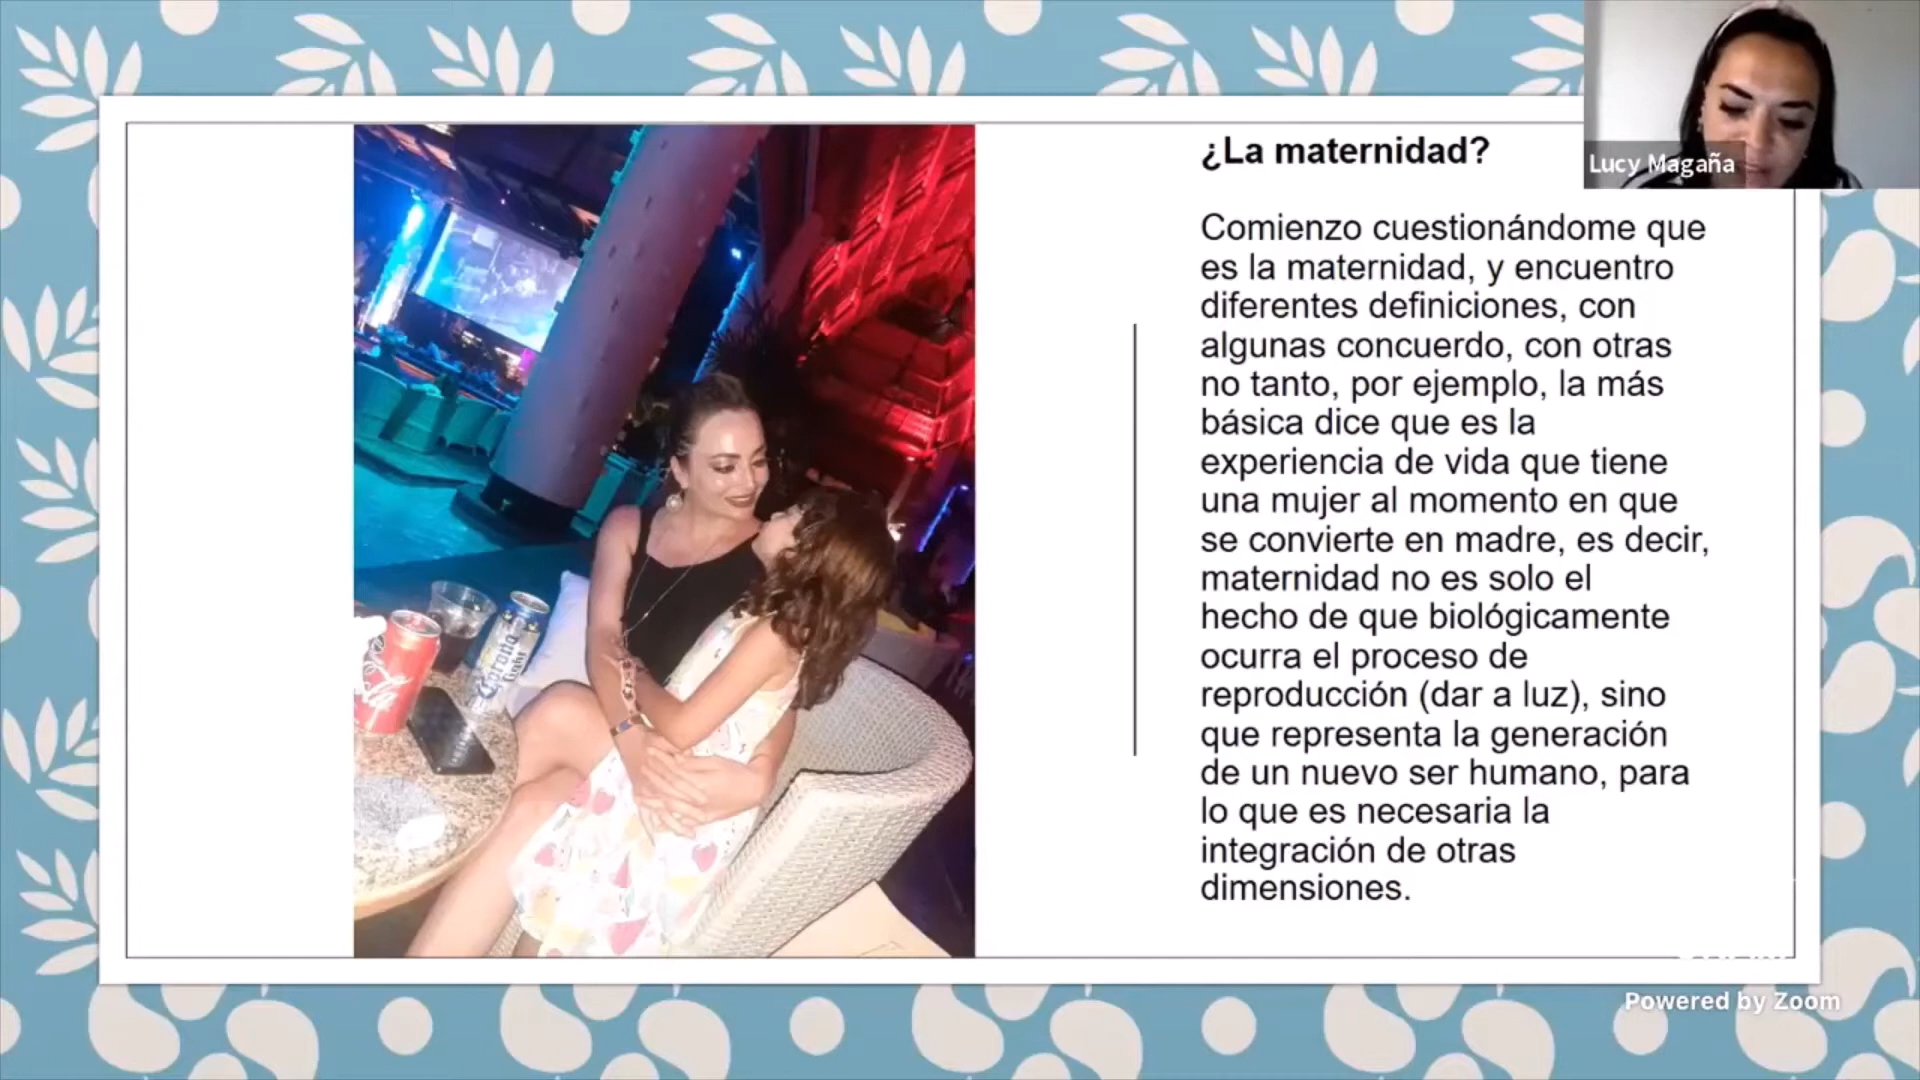 ¿La maternidad?
Comienzo cuestionándome que
es la maternidad, y encuentro
diferentes definiciones, con
algunas concuerdo, con otras
no tanto, por ejemplo, la más
básica dice que es la
experiencia de vida que tiene
una mujer al momento en que
se convierte en madre, es decir,
maternidad no es solo el
hecho de que biológicamente
ocurra el proceso de
reproducción (dar a luz), sino
que representa la generación
de un nuevo ser humano, para
lo que es necesaria la
integración de otras
dimensiones.
Lucy Magaña
Corona
Light
Powered by Zoom